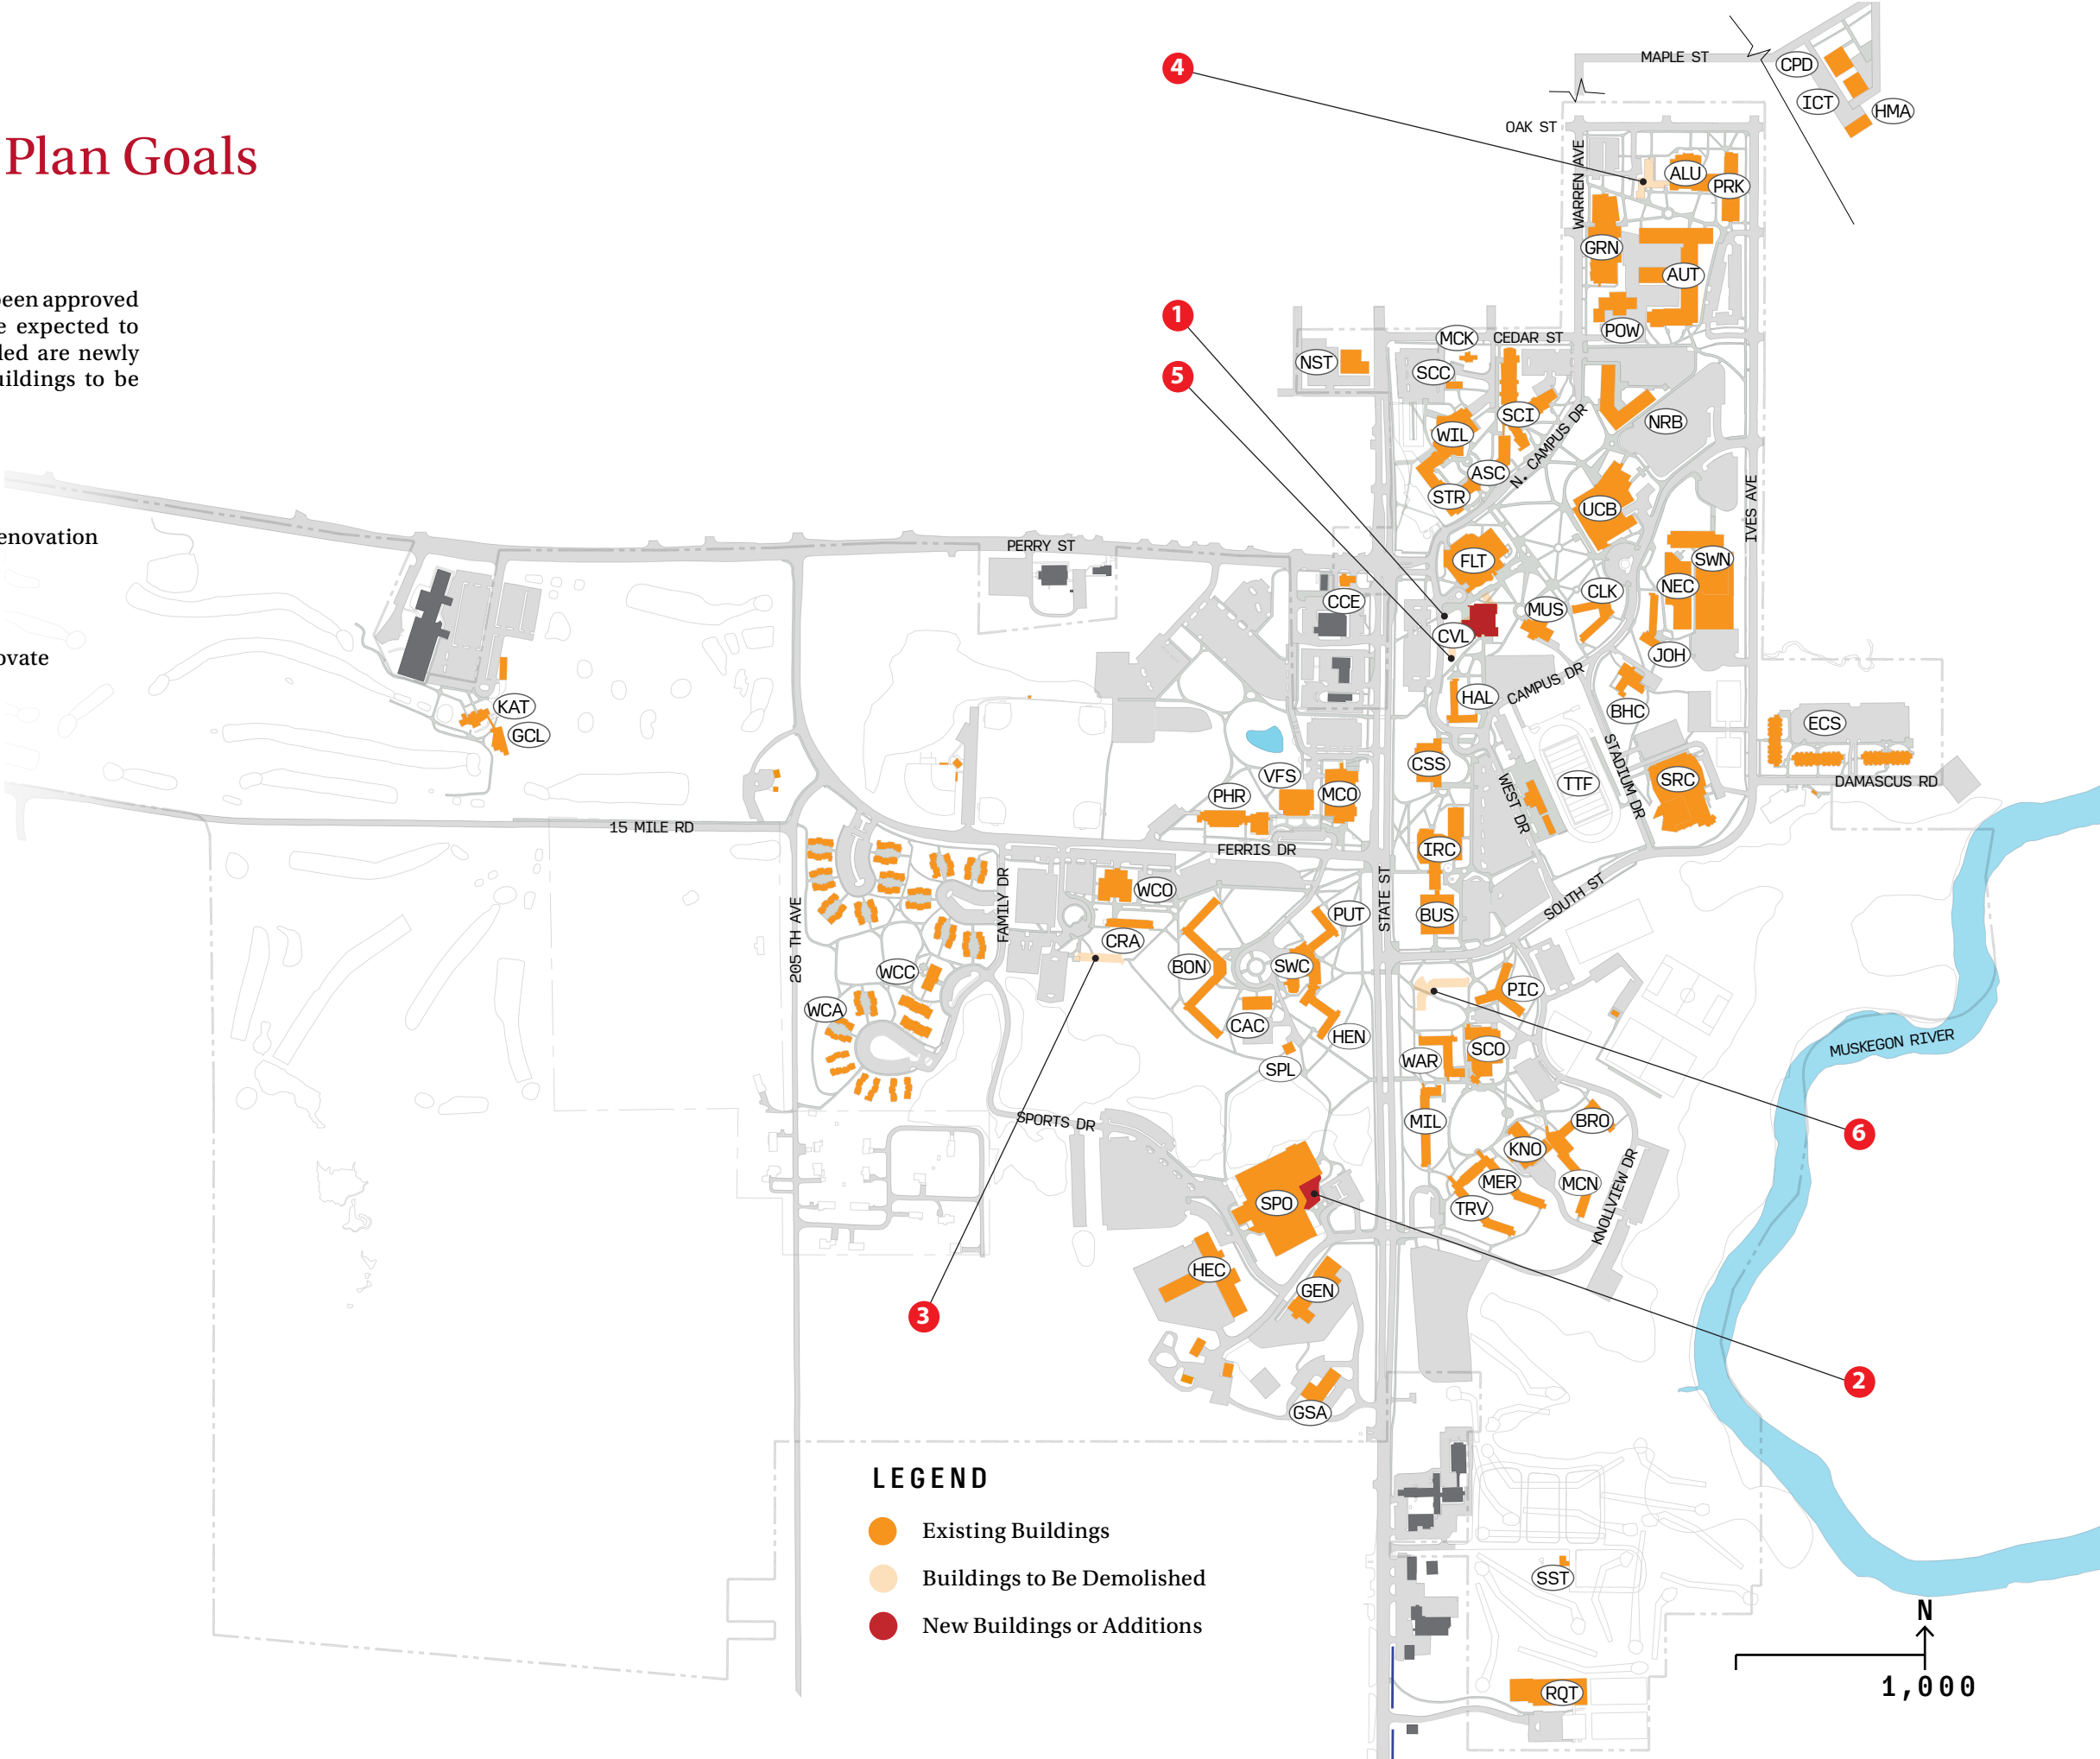 Plan Goals
been approved
e expected to
led are newly
uildings to be
enovation
ovate
4
MAPLE ST
CPD
ICT
HMA
OAK ST
WARREN AVE
ALU
PRK
GRN
AUT
POW
1
5
NST
MCK
CEDAR ST
SCC
SCI
WIL
N. CAMPUS DR
NRB
ASC
STR
UCB
IVES AVE
PERRY ST
FLT
SWN
NEC
CLK
CCE
MUS
CVL
JOH
KAT
GCL
HAL
CAMPUS DR
BHC
ECS
CSS
STADIUM DR
VFS
MCO
PHR
WEST DR
TTF
SRC
DAMASCUS RD
15 MILE RD
FERRIS DR
IRC
WCO
STATE ST
SOUTH ST
205 TH AVE
FAMILY DR
PUT
BUS
CRA
BON
SWC
WCC
PIC
WCA
CAC
HEN
SPL
WAR
SCO
MUSKEGON RIVER
SPORTS DR
MIL
BRO
6
KNO
MER
MCN
KNOLLVIEW DR
SPO
TRV
HEC
GEN
3
2
GSA
LEGEND
Existing Buildings
Buildings to Be Demolished
New Buildings or Additions
SST
N
1,000
RQT